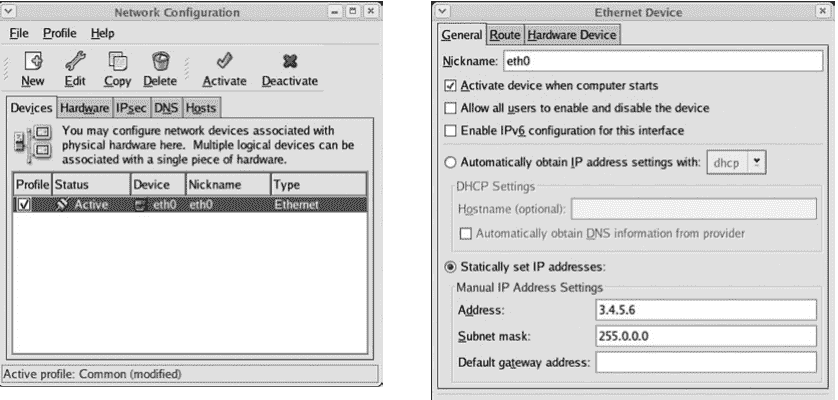 Network Configuration
File Profile Help
New Edit Copy Delete Activate Deactivate
Devices Hardware IPsec DNS Hosts
You may configure network devices associated with
physical hardware here. Multiple logical devices can be
associated with a single piece of hardware.
Profile Status Device Nickname Type
Active eth0 eth0 Ethernet
Active profile: Common (modified)
Ethernet Device
General Route Hardware Device
Nickname: eth0
Activate device when computer starts
Allow all users to enable and disable the device
Enable IPv6 configuration for this interface
Automatically obtain IP address settings with: dhcp
DHCP Settings
Hostname (optional):
Automatically obtain DNS information from provider
Statically set IP addresses:
Manual IP Address Settings
Address: 3.4.5.6
Subnet mask: 255.0.0.0
Default gateway address: